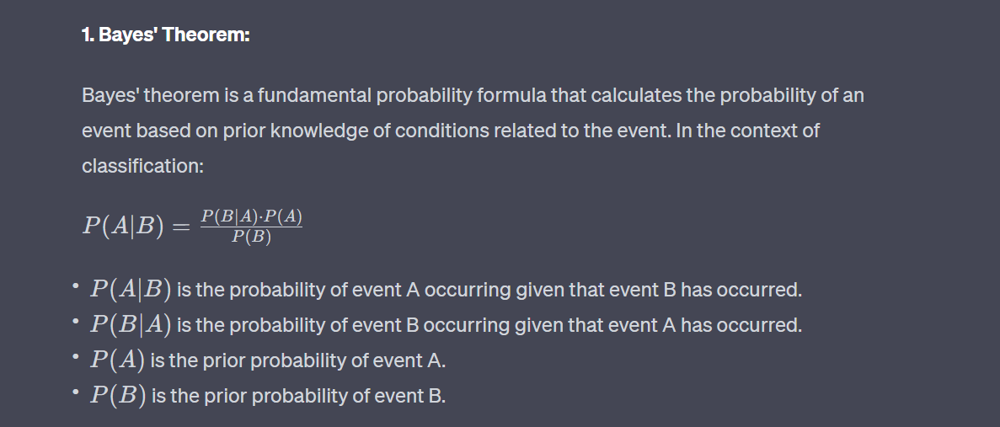 1. Bayes' Theorem:
Bayes' theorem is a fundamental probability formula that calculates the probability of an
event based on prior knowledge of conditions related to the event. In the context of
classification:
P(A|B) = P(B|A)·P(A) / P(B)
• P(A|B) is the probability of event A occurring given that event B has occurred.
• P(B|A) is the probability of event B occurring given that event A has occurred.
• P(A) is the prior probability of event A.
• P(B) is the prior probability of event B.